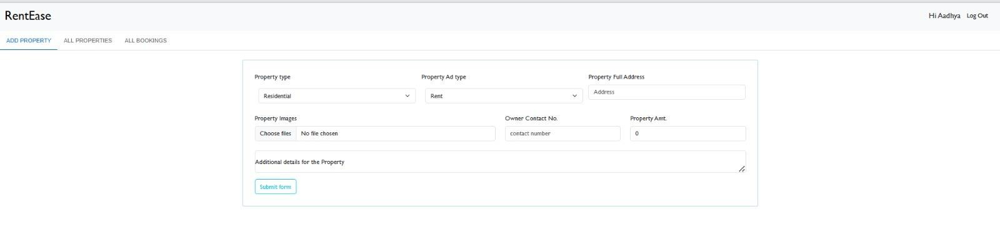 RentEase
Hi Aadhya Log Out
ADD PROPERTY ALL PROPERTIES ALL BOOKINGS
Property type Property Ad type Property Full Address
Residential Rent Address
Property Images Owner Contact No. Property Amt.
Choose files No file chosen contact number 0
Additional details for the Property
Submit form